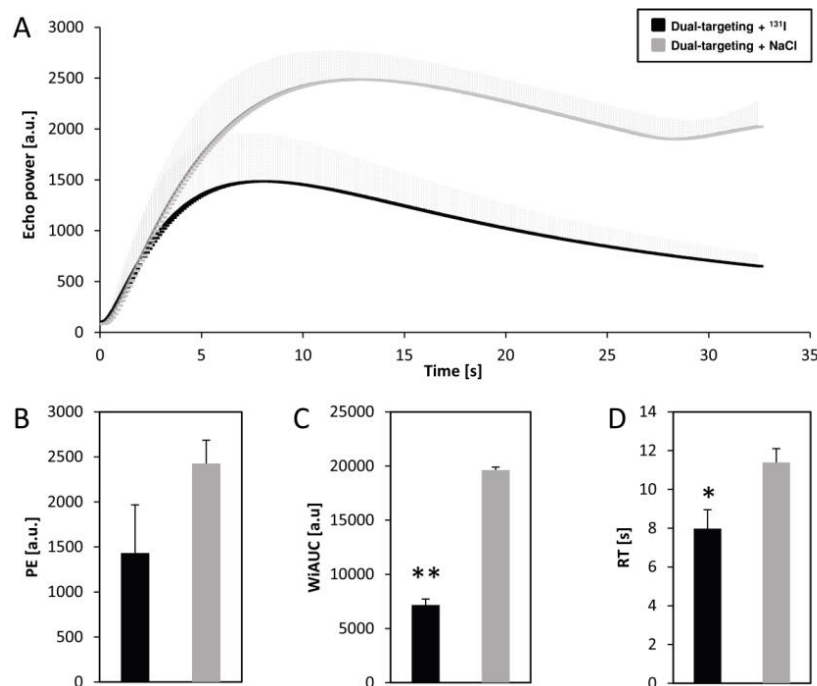 A
Dual-targeting + ¹³¹I
Dual-targeting + NaCl
Echo power [a.u.]
3000
2500
2000
1500
1000
500
0
0 5 10 15 20 25 30 35
Time [s]
B
PE [a.u.]
3000
2500
2000
1500
1000
500
0
C
WiAUC [a.u]
25000
20000
15000
10000
5000
0
**
D
RT [s]
14
12
10
8
6
4
2
0
*